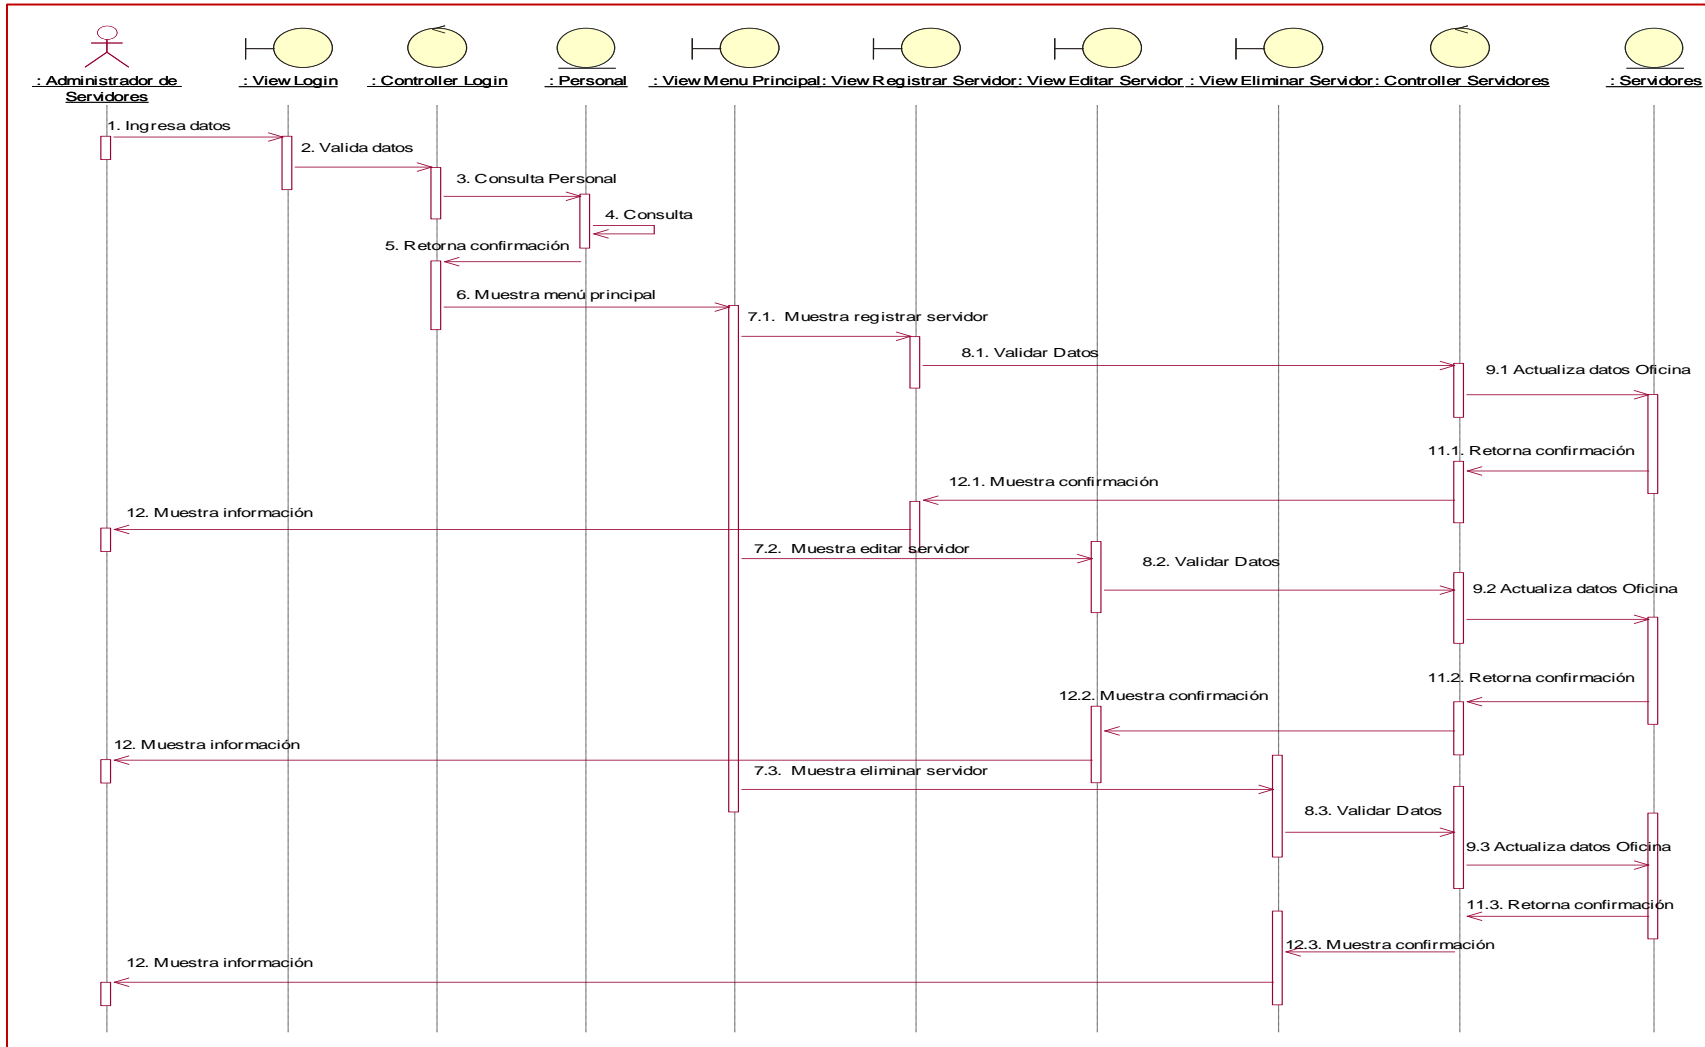 : Administrador de
Servidores
: View Login
: Controller Login
: Personal
: View Menu Principal
: View Registrar Servidor
: View Editar Servidor
: View Eliminar Servidor
: Controller Servidores
: Servidores
1. Ingresa datos
2. Valida datos
3. Consulta Personal
4. Consulta
5. Retorna confirmación
6. Muestra menú principal
7.1. Muestra registrar servidor
8.1. Validar Datos
9.1 Actualiza datos Oficina
11.1. Retorna confirmación
12.1. Muestra confirmación
12. Muestra información
7.2. Muestra editar servidor
8.2. Validar Datos
9.2 Actualiza datos Oficina
11.2. Retorna confirmación
12.2. Muestra confirmación
12. Muestra información
7.3. Muestra eliminar servidor
8.3. Validar Datos
9.3 Actualiza datos Oficina
11.3. Retorna confirmación
12.3. Muestra confirmación
12. Muestra información